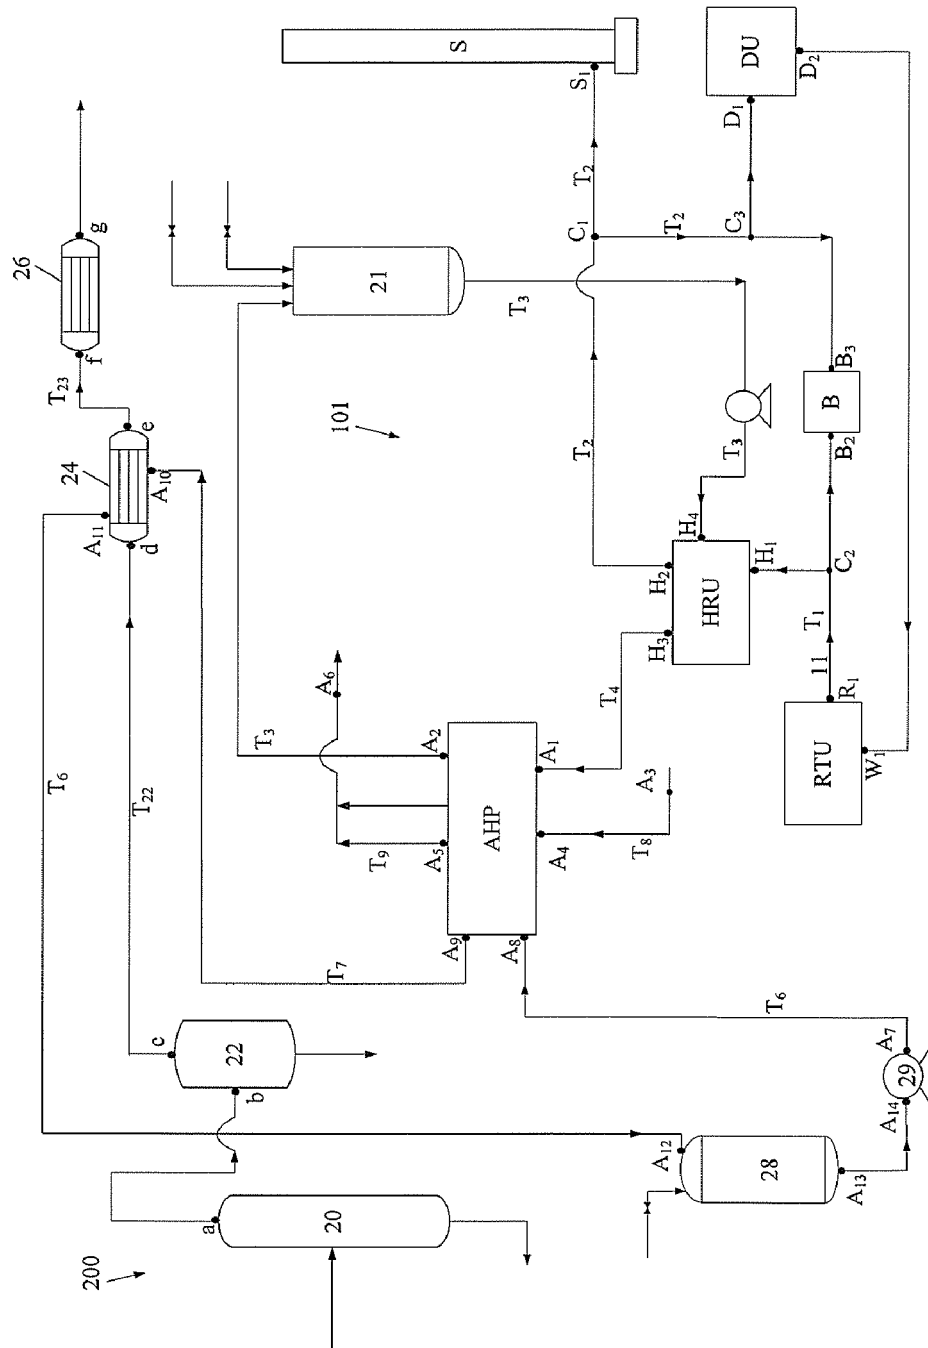 200
a
20
b
c
22
T22
T6
d
A11
24
A10
e
T23
f
26
g
T7
A9
A8
AHP
A5
T9
A6
A2
T3
A1
A4
T8
A3
T4
101
21
T3
T3
H3
H2
H4
HRU
H1
T2
C1
T2
S1
S
T2
C3
D1
DU
D2
B3
B
B2
C2
T1
11
R1
RTU
W1
T6
A7
29
A14
A13
28
A12